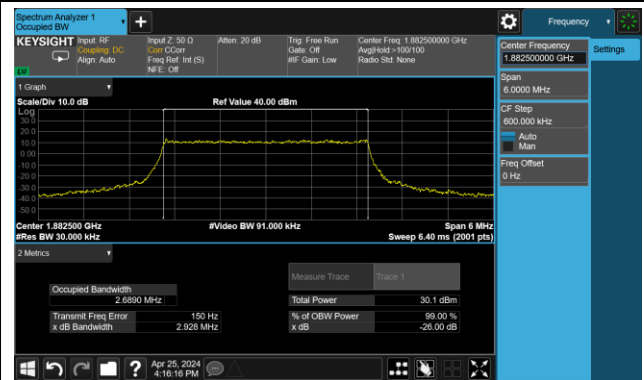 Spectrum Analyzer 1
Occupied BW
Frequency
KEYSIGHT
Input: RF
Coupling: DC
Align: Auto
Input Z: 50 Ω
Corr CCorr
Freq Ref: Int (S)
NFE: Off
Atten: 20 dB
Trig: Free Run
Gate: Off
#IF Gain: Low
Center Freq: 1.882500000 GHz
Avg|Hold:>100/100
Radio Std: None
Center Frequency
1.882500000 GHz
Settings
Span
6.0000 MHz
CF Step
600.000 kHz
Auto
Man
Freq Offset
0 Hz
1 Graph
Scale/Div 10.0 dB
Ref Value 40.00 dBm
Log
30.0
20.0
10.0
0.00
-10.0
-20.0
-30.0
-40.0
-50.0
Center 1.882500 GHz
#Video BW 91.000 kHz
Span 6 MHz
#Res BW 30.000 kHz
Sweep 6.40 ms (2001 pts)
2 Metrics
Measure Trace
Trace 1
Occupied Bandwidth
2.6890 MHz
Total Power
30.1 dBm
Transmit Freq Error
150 Hz
% of OBW Power
99.00 %
x dB Bandwidth
2.928 MHz
x dB
-26.00 dB
Apr 25, 2024
4:16:16 PM